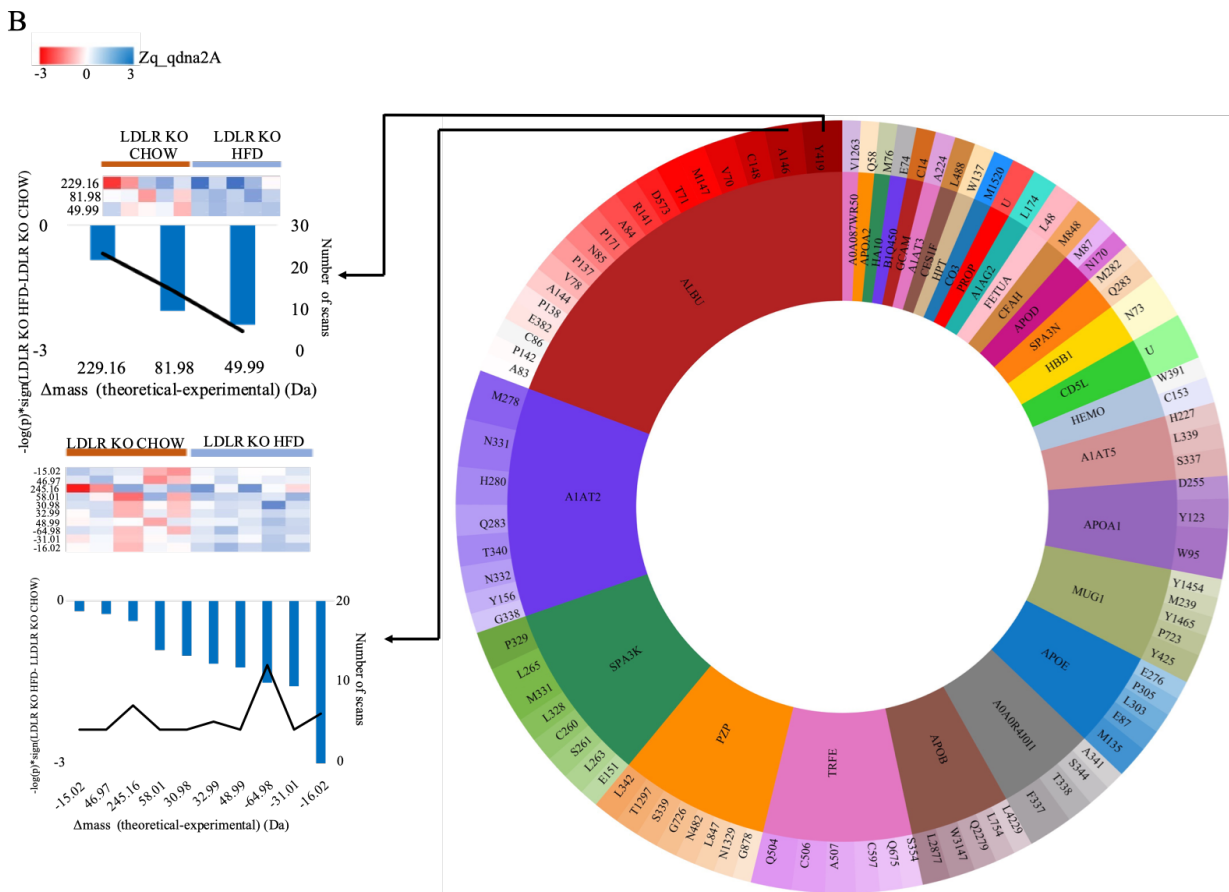 B
Zq_qdna2A
-3 0 3
LDLR KO CHOW
LDLR KO HFD
229.16
81.98
49.99
-log(p)*sign(LDLR KO HFD-LDLR KO CHOW)
0
-3
30
20
10
0
Number of scans
229.16 81.98 49.99
Δmass (theoretical-experimental) (Da)
LDLR KO CHOW LDLR KO HFD
-15.02
46.97
245.16
58.01
30.98
32.99
48.99
-64.98
-31.01
-16.02
-log(p)*sign(LDLR KO HFD- LDLR KO CHOW)
0
-3
20
10
0
Number of scans
-15.02 46.97 245.16 58.01 30.98 32.99 48.99 -64.98 -31.01 -16.02
Δmass (theoretical-experimental) (Da)
V1263
Q58
M76
E74
C14
A224
L488
W137
M1520
U
L174
L48
M848
M87
N170
M282
Q283
N73
U
W391
C153
H227
L339
S337
D255
Y123
W95
Y1454
M239
Y1465
P723
Y425
E276
P305
L303
E87
M135
A341
S344
T338
F337
L4229
L754
Q2279
W3147
L2877
S354
Q675
C597
A507
C506
Q504
G878
N1329
L847
N482
G726
S339
T1297
L342
E151
L263
S261
C260
L328
M331
L265
P329
G338
Y156
N332
T340
Q283
H280
N331
M278
A83
P142
C86
E382
P138
A144
V78
P137
N85
P171
A84
R141
D573
T71
M147
V70
C148
A146
Y419
A0A087WR50
APOA2
HA10
B1Q450
GCAM
A1AT3
CES1F
HPT
CO3
PROP
A1AG2
FETUA
CFAH
APOD
SPA3N
HBB1
CD5L
HEMO
A1AT5
APOA1
MUG1
APOE
A0A0R4J0I1
APOB
TRFE
PZP
SPA3K
A1AT2
ALBU